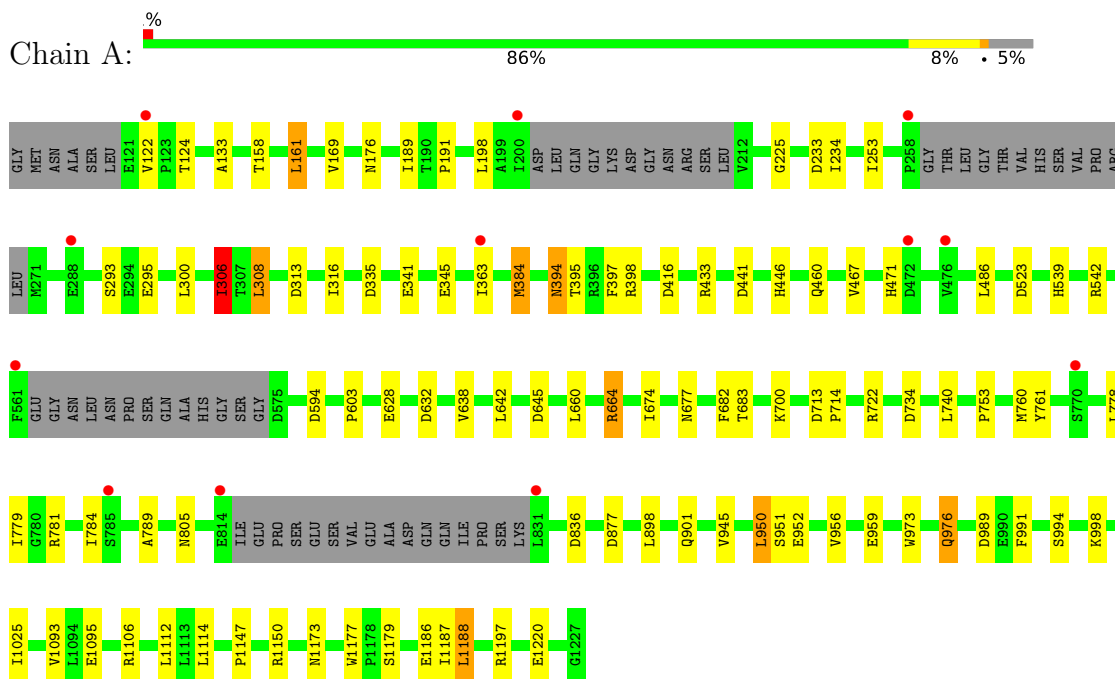 .%
Chain A:
86% 8% • 5%
GLY MET ASN ALA SER LEU E121 V122 P123 T124 A133 T158 L161 V169 N176 I189 T190 P191 L198 A199 I200 ASP LEU GLN GLY LYS ASP GLY ASN ARG SER LEU V212 G225 D233 I234 I253 P258 GLY THR LEU GLY THR VAL HIS SER VAL PRO ARG
LEU M271 E288 S293 E294 E295 L300 I306 T307 L308 D313 I316 D335 E341 E345 I363 M384 N394 T395 R396 F397 R398 D416 R433 D441 H446 Q460 V467 H471 D472 V476 L486 D523 H539 R542
F561 GLU GLY ASN LEU ASN PRO SER GLN ALA HIS GLY SER GLY D575 D594 P603 E628 D632 V638 L642 D645 L660 R664 I674 N677 F682 T683 K700 D713 P714 R722 D734 L740 P753 M760 Y761 S770 L778
I779 G780 R781 I784 S785 A789 N805 E814 ILE GLU PRO SER GLU SER VAL GLU ALA ASP GLN GLN ILE PRO SER LYS L831 D836 D877 L898 Q901 V945 L950 S951 E952 V956 E959 W973 Q976 D989 E990 F991 S994 K998
I1025 V1093 L1094 E1095 R1106 L1112 L1113 L1114 P1147 R1150 N1173 W1177 P1178 S1179 E1186 I1187 L1188 R1197 E1220 G1227